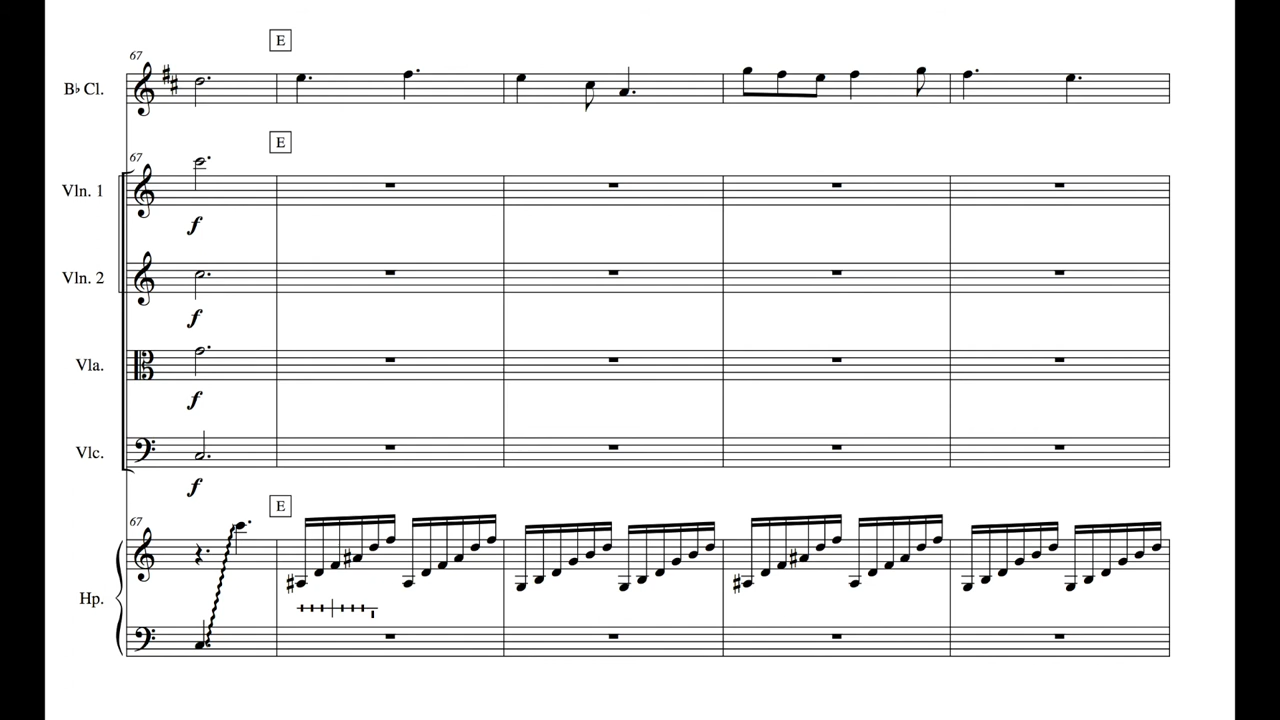 E
67
B♭ Cl.
E
67
Vln. 1
f
Vln. 2
f
Vla.
f
Vlc.
f
E
67
Hp.